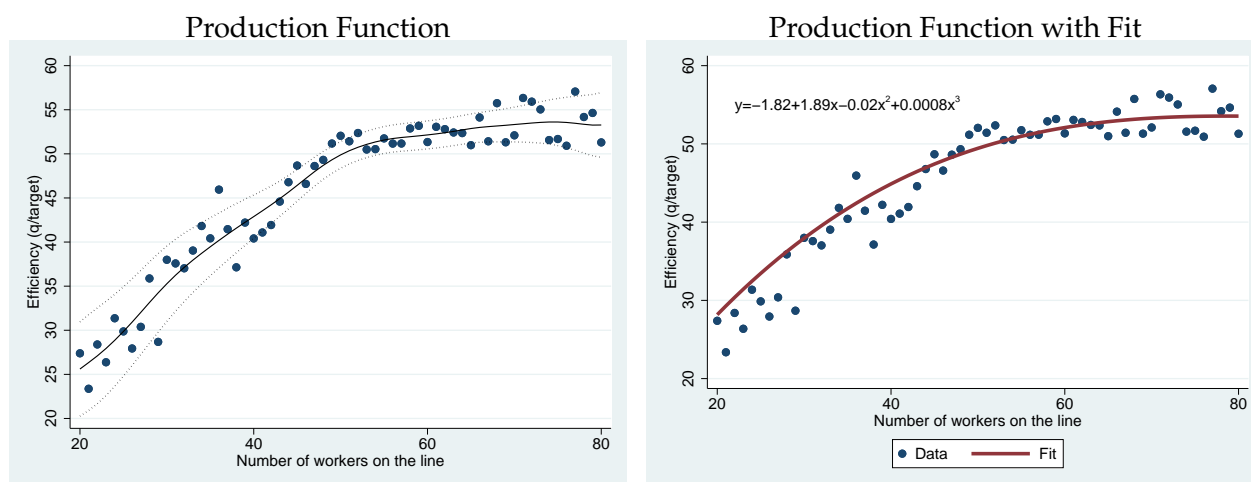 Production Function
60
55
50
45
40
35
30
25
20
Efficiency (q/target)
20 40 60 80
Number of workers on the line
Production Function with Fit
60
50
40
30
20
Efficiency (q/target)
y=−1.82+1.89x−0.02x²+0.0008x³
20 40 60 80
Number of workers on the line
Data Fit